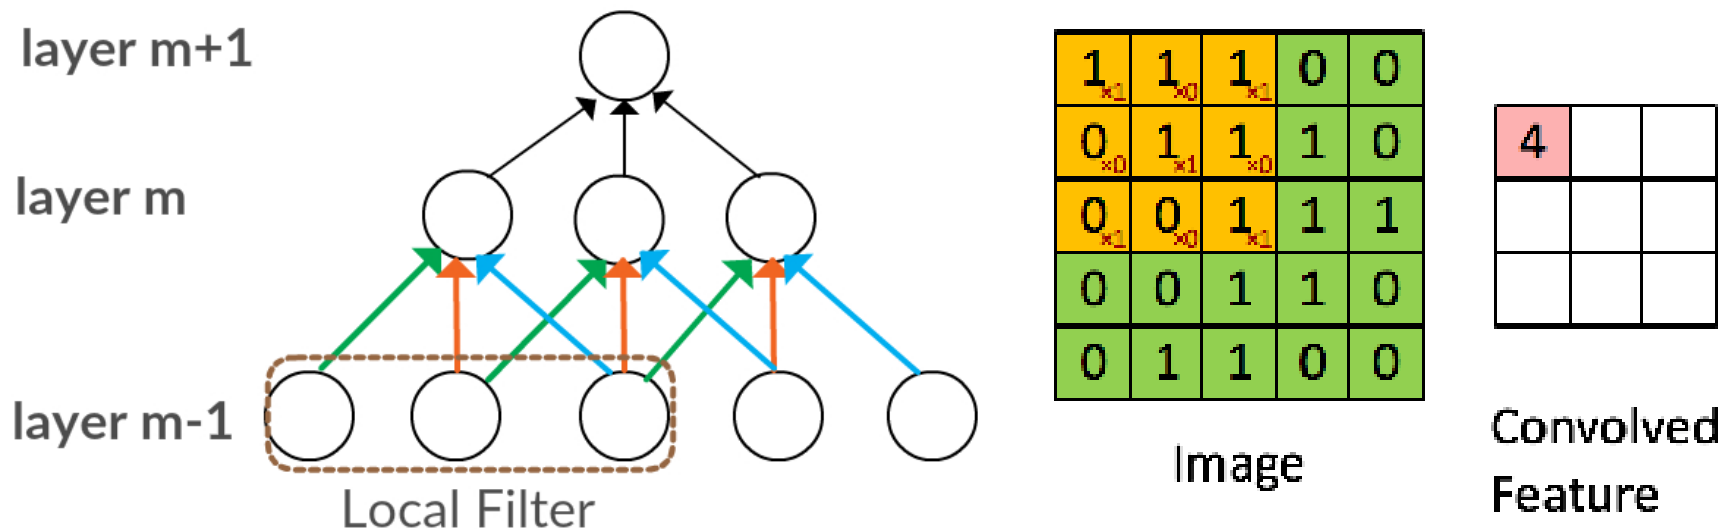 layer m+1
layer m
layer m-1
Local Filter
1×1 1×0 1×1 0 0
0×0 1×1 1×0 1 0
0×1 0×0 1×1 1 1
0 0 1 1 0
0 1 1 0 0
Image
4
Convolved
Feature